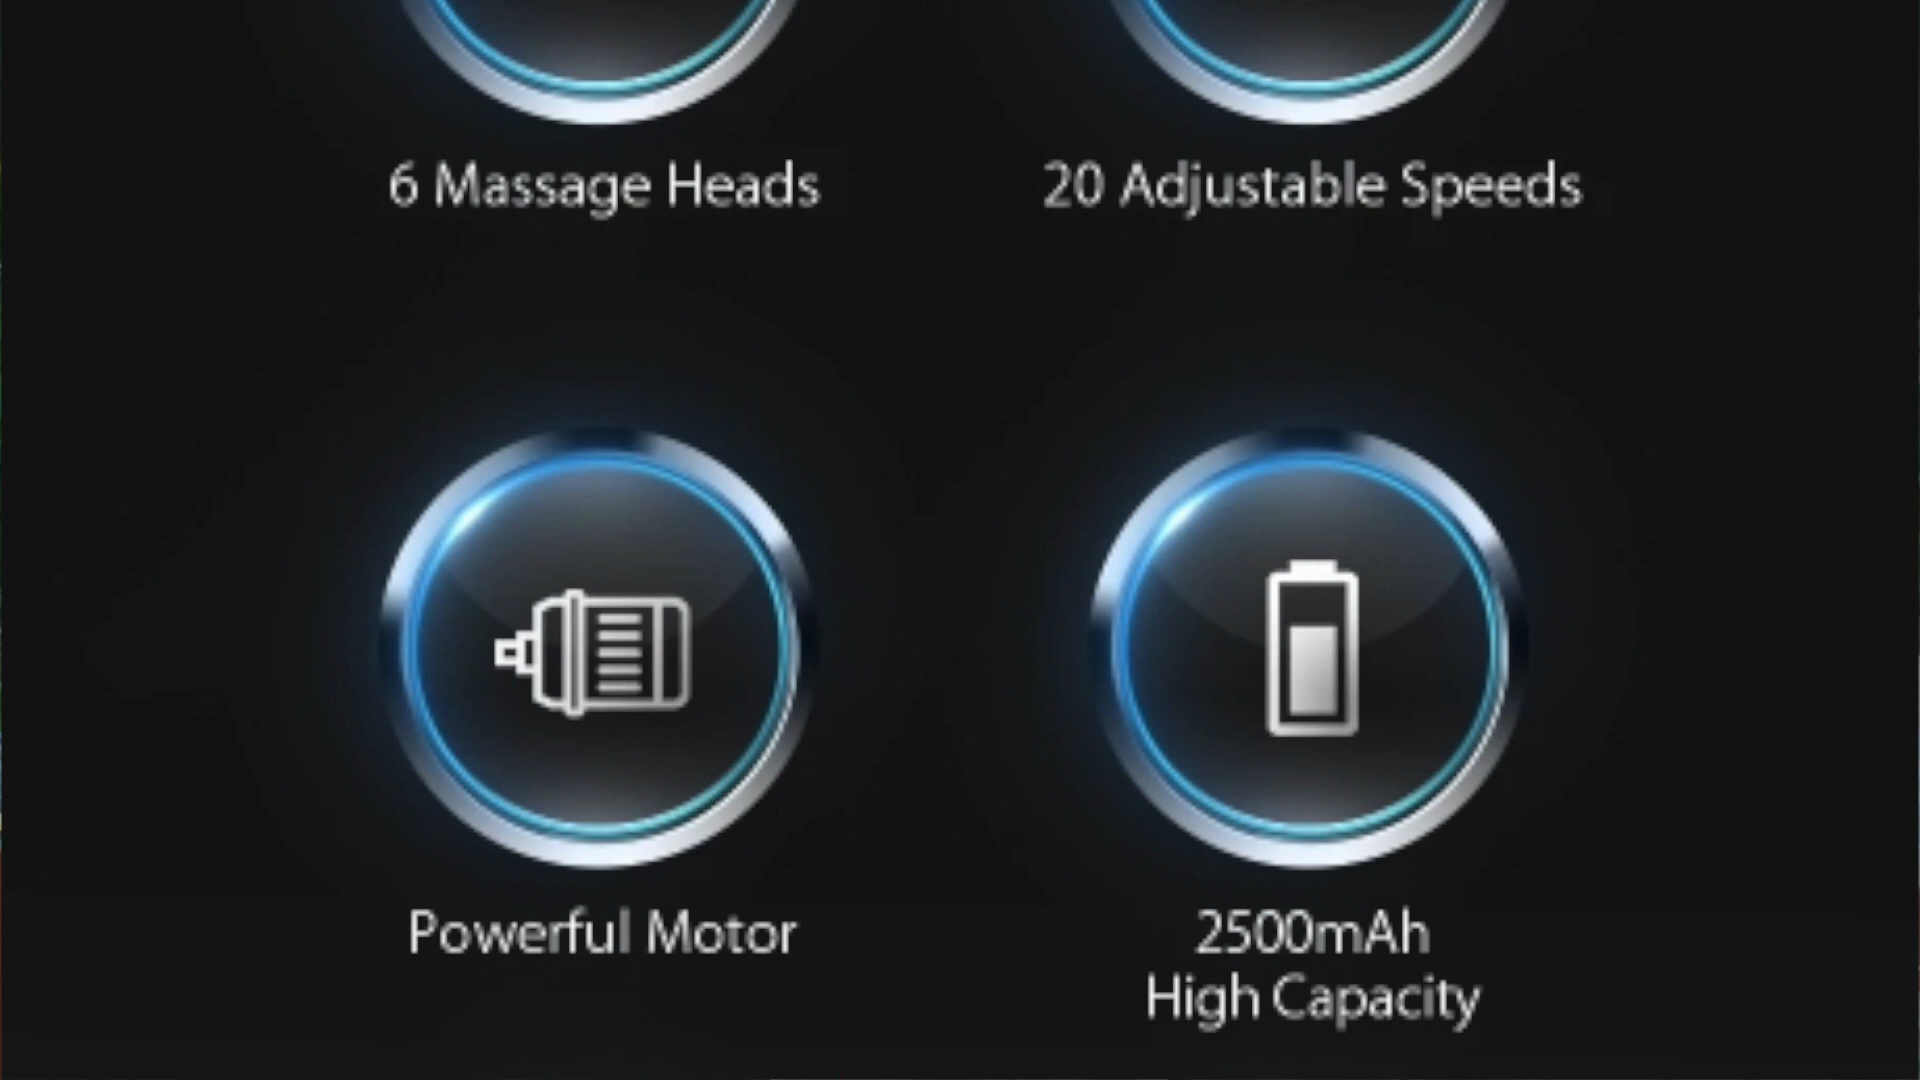 6 Massage Heads
20 Adjustable Speeds
Powerful Motor
2500mAh
High Capacity